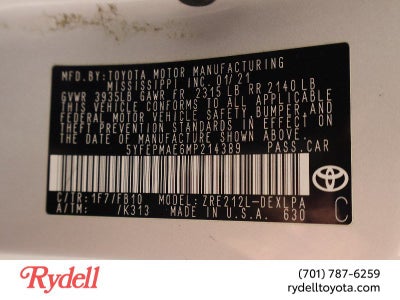 MFD.BY:TOYOTA MOTOR MANUFACTURING
MISSISSIPPI, INC. 01/21
GVWR 3935LB GAWR FR 2315 LB RR 2140 LB
THIS VEHICLE CONFORMS TO ALL APPLICABLE
FEDERAL MOTOR VEHICLE SAFETY, BUMPER, AND
THEFT PREVENTION STANDARDS IN EFFECT ON
THE DATE OF MANUFACTURE SHOWN ABOVE.
5YFEPMAE6MP214389 PASS.CAR
C/TR: 1F7/FB10 MODEL: ZRE212L-DEXLPA
A/TM: /K313 MADE IN U.S.A. 630
C
TOYOTA
Rydell
(701) 787-6259
rydelltoyota.com